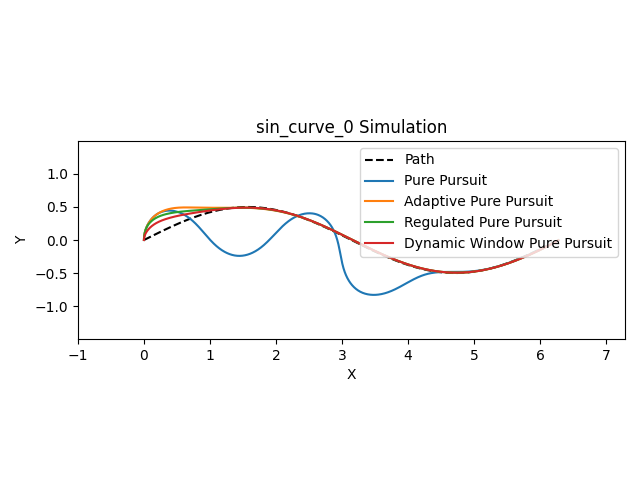 sin_curve_0 Simulation
Path
Pure Pursuit
Adaptive Pure Pursuit
Regulated Pure Pursuit
Dynamic Window Pure Pursuit
Y
1.0
0.5
0.0
−0.5
−1.0
−1 0 1 2 3 4 5 6 7
X